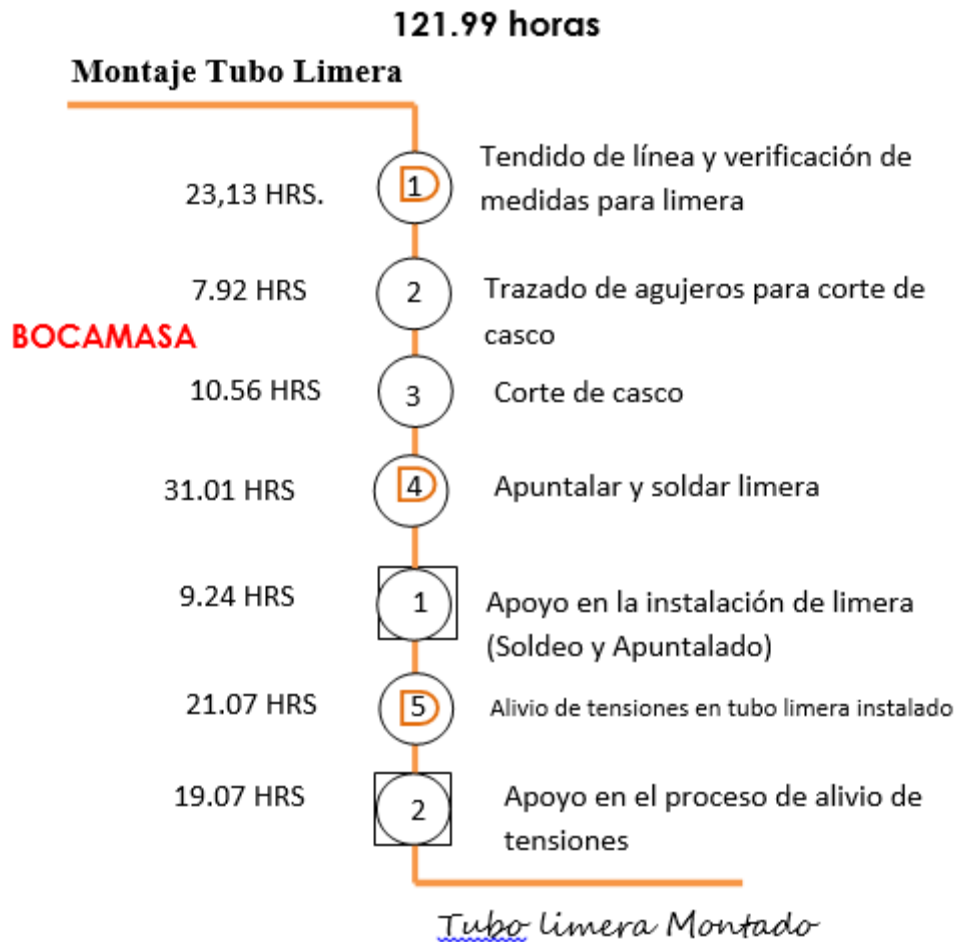 121.99 horas
Montaje Tubo Limera
23,13 HRS.
1
Tendido de línea y verificación de
medidas para limera
7.92 HRS
2
Trazado de agujeros para corte de
casco
BOCAMASA
10.56 HRS
3
Corte de casco
31.01 HRS
4
Apuntalar y soldar limera
9.24 HRS
1
Apoyo en la instalación de limera
(Soldeo y Apuntalado)
21.07 HRS
5
Alivio de tensiones en tubo limera instalado
19.07 HRS
2
Apoyo en el proceso de alivio de
tensiones
Tubo limera Montado